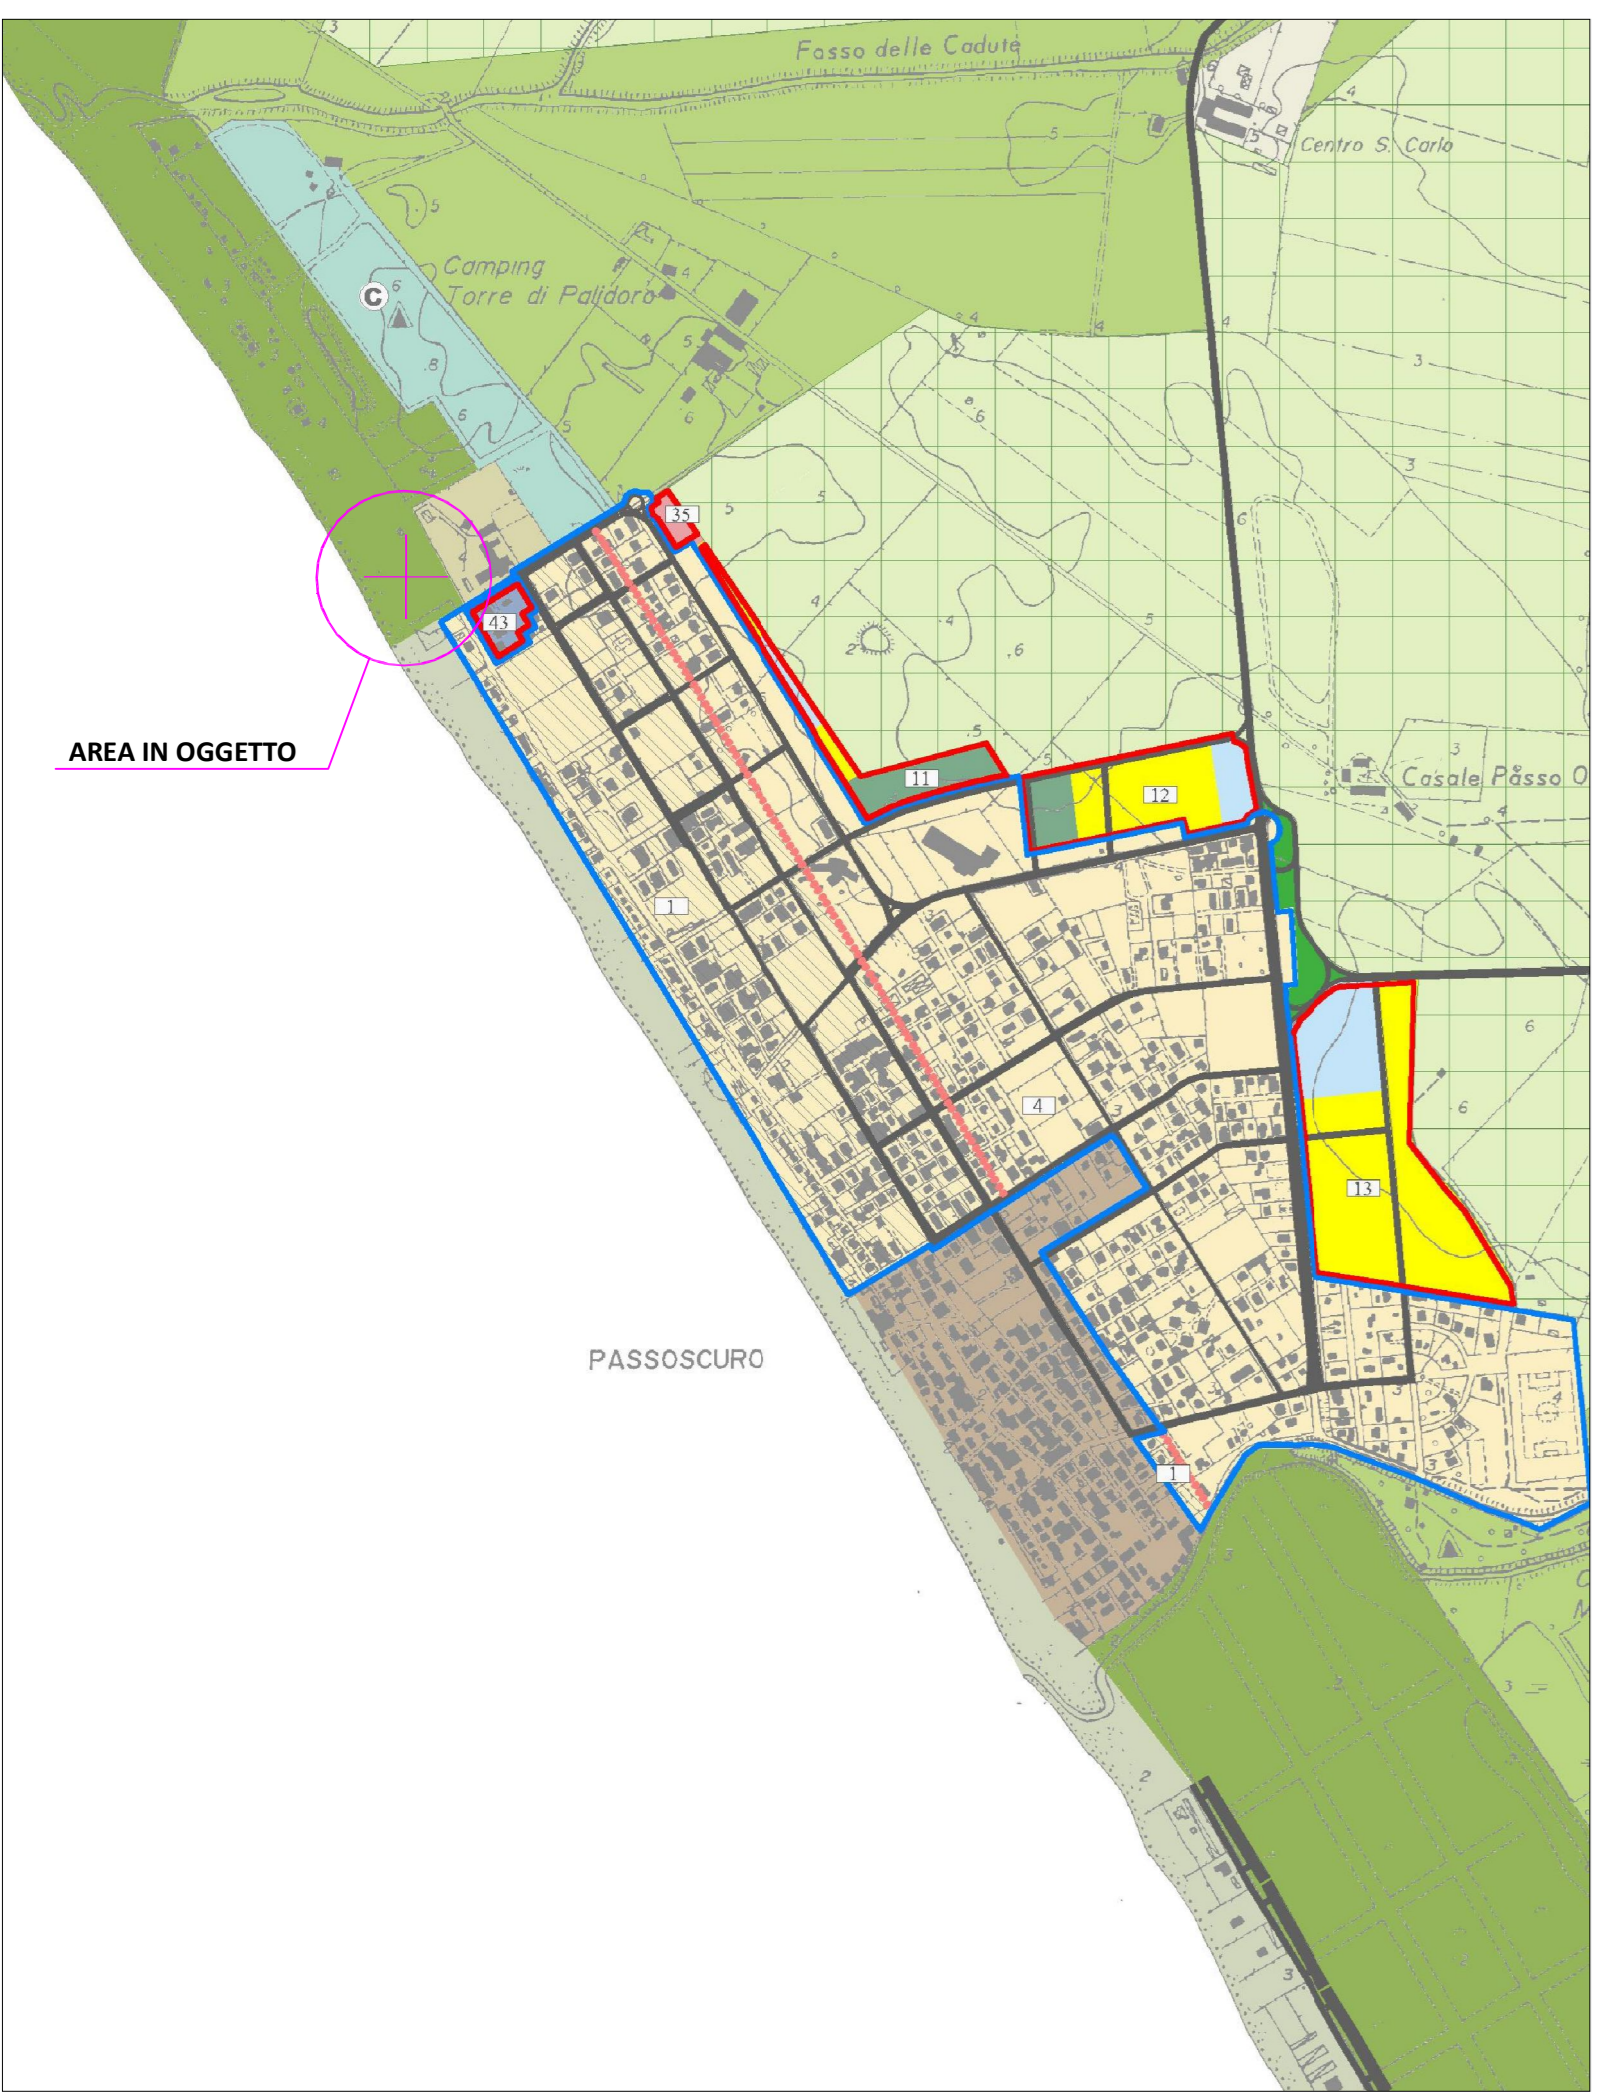 Fosso delle Cadute
Centro S. Carlo
Camping
Torre di Palidoro
C
35
43
AREA IN OGGETTO
11
12
Casale Passo O
1
4
13
PASSOSCURO
1